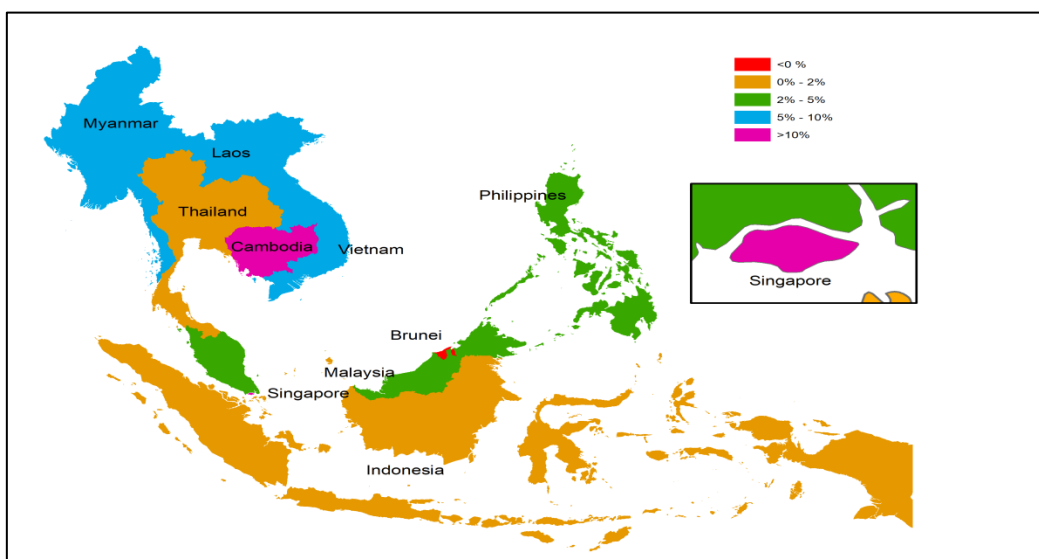 <0 %
0% - 2%
2% - 5%
5% - 10%
>10%
Myanmar
Laos
Philippines
Thailand
Cambodia
Vietnam
Singapore
Brunei
Malaysia
Singapore
Indonesia